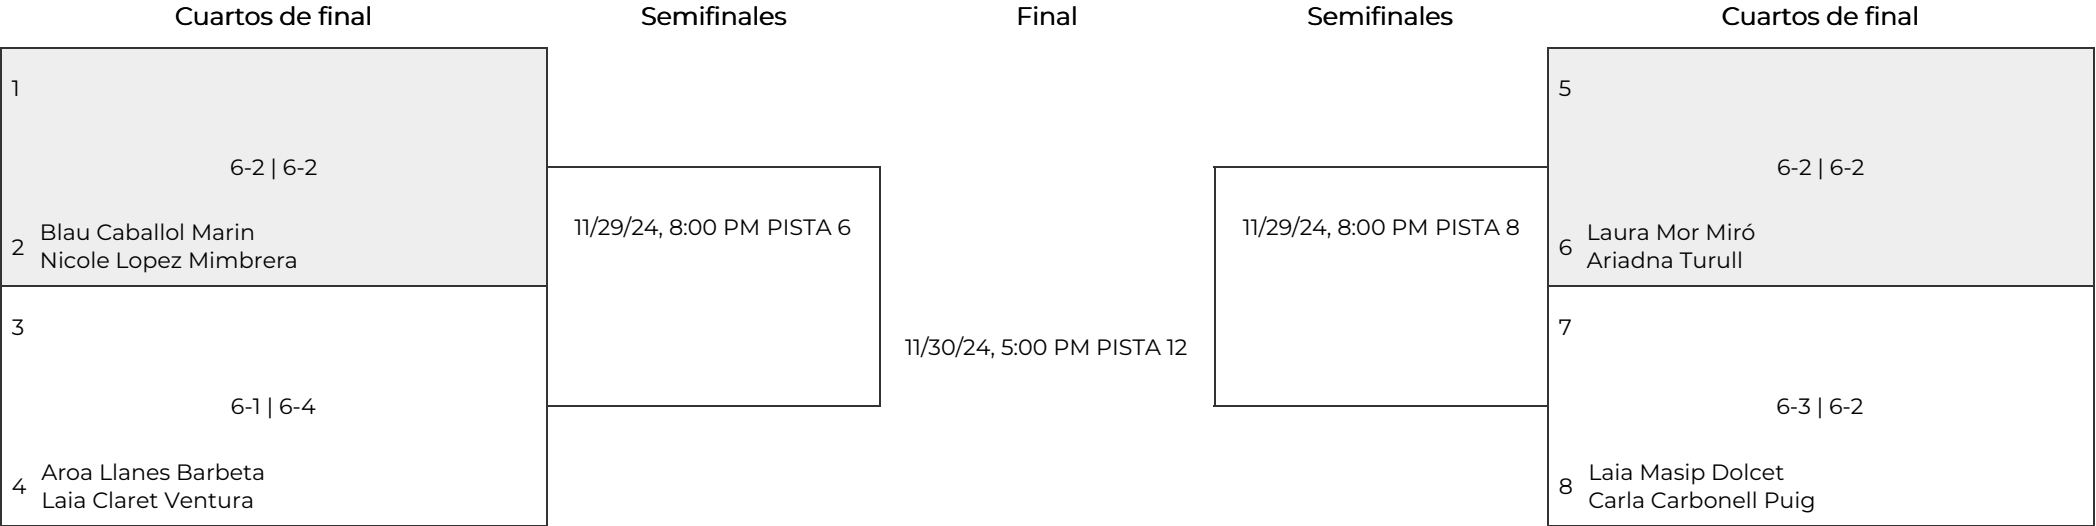 Cuartos de final
Semifinales
Final
Semifinales
Cuartos de final
1
6-2 | 6-2
2
Blau Caballol Marin
Nicole Lopez Mimbrera
3
6-1 | 6-4
4
Aroa Llanes Barbeta
Laia Claret Ventura
11/29/24, 8:00 PM PISTA 6
11/30/24, 5:00 PM PISTA 12
11/29/24, 8:00 PM PISTA 8
5
6-2 | 6-2
6
Laura Mor Miró
Ariadna Turull
7
6-3 | 6-2
8
Laia Masip Dolcet
Carla Carbonell Puig